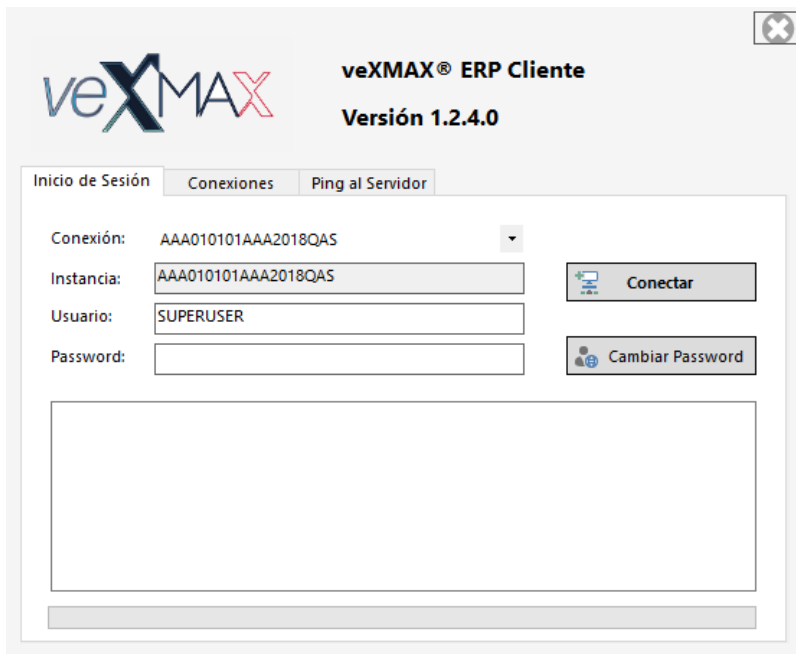 veXMAX
veXMAX® ERP Cliente
Versión 1.2.4.0
Inicio de Sesión
Conexiones
Ping al Servidor
Conexión: AAA010101AAA2018QAS
Instancia: AAA010101AAA2018QAS
Conectar
Usuario: SUPERUSER
Password:
Cambiar Password